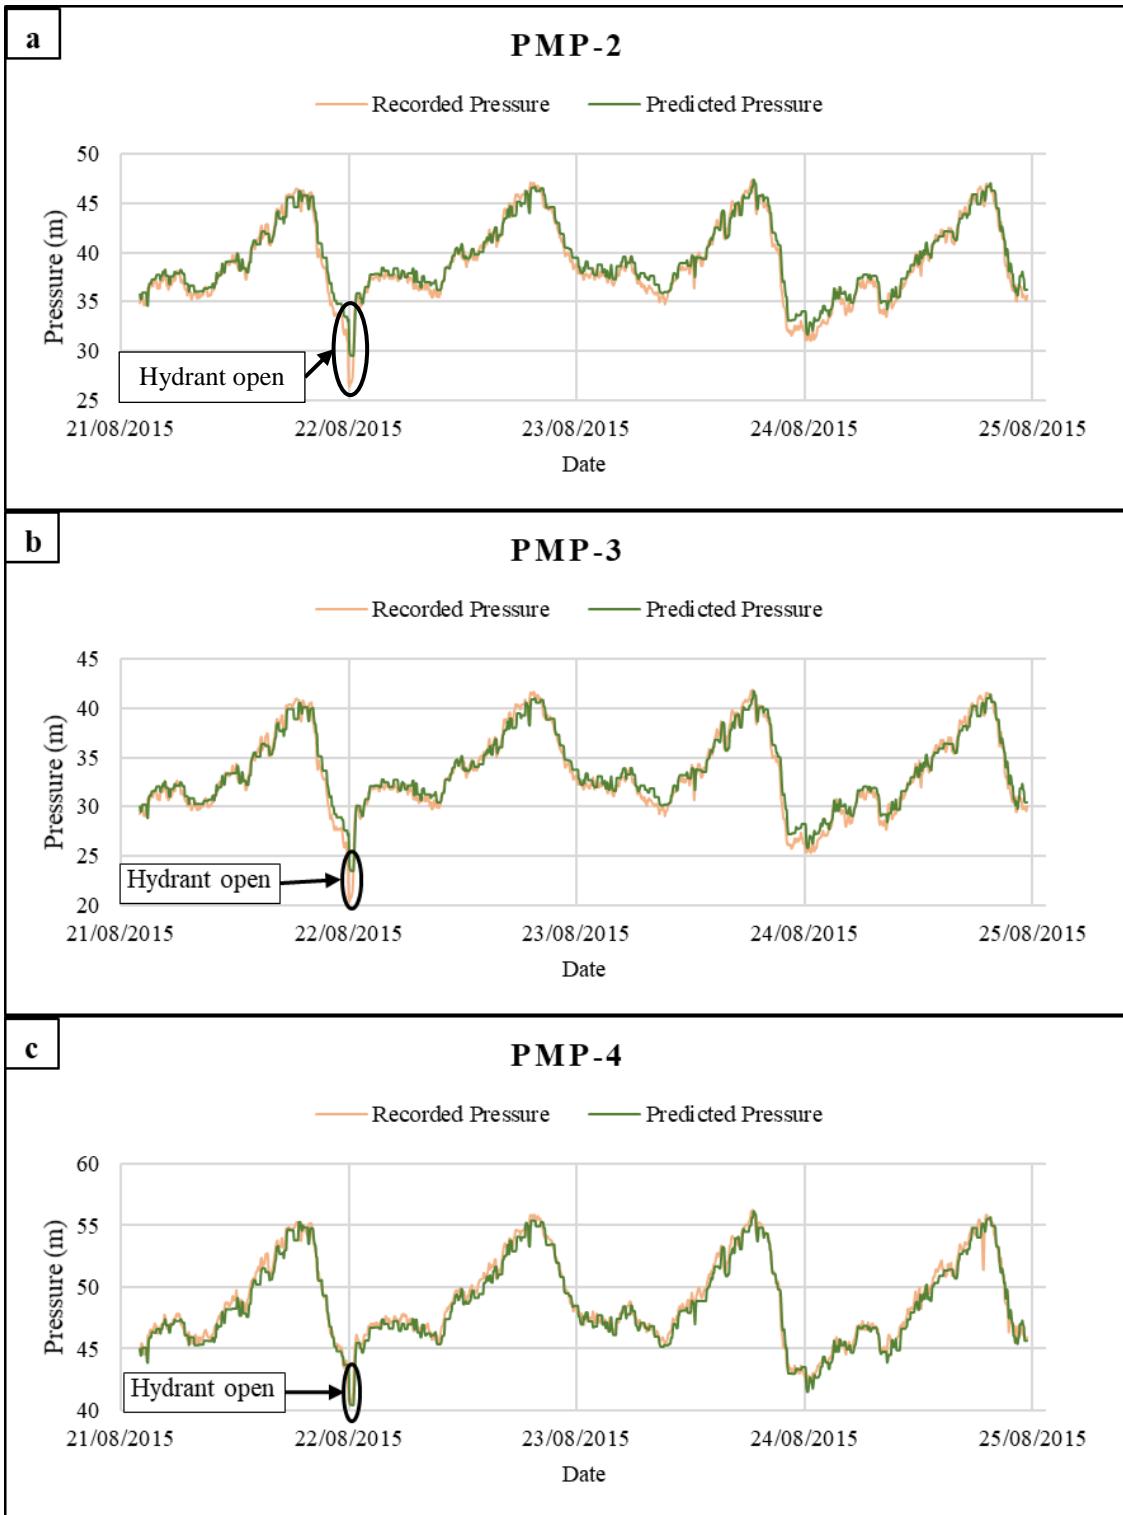 a
PMP-2
Recorded Pressure Predicted Pressure
50
45
40
35
30
25
Pressure (m)
Hydrant open
21/08/2015 22/08/2015 23/08/2015 24/08/2015 25/08/2015
Date
b
PMP-3
Recorded Pressure Predicted Pressure
45
40
35
30
25
20
Pressure (m)
Hydrant open
21/08/2015 22/08/2015 23/08/2015 24/08/2015 25/08/2015
Date
c
PMP-4
Recorded Pressure Predicted Pressure
60
55
50
45
40
Pressure (m)
Hydrant open
21/08/2015 22/08/2015 23/08/2015 24/08/2015 25/08/2015
Date